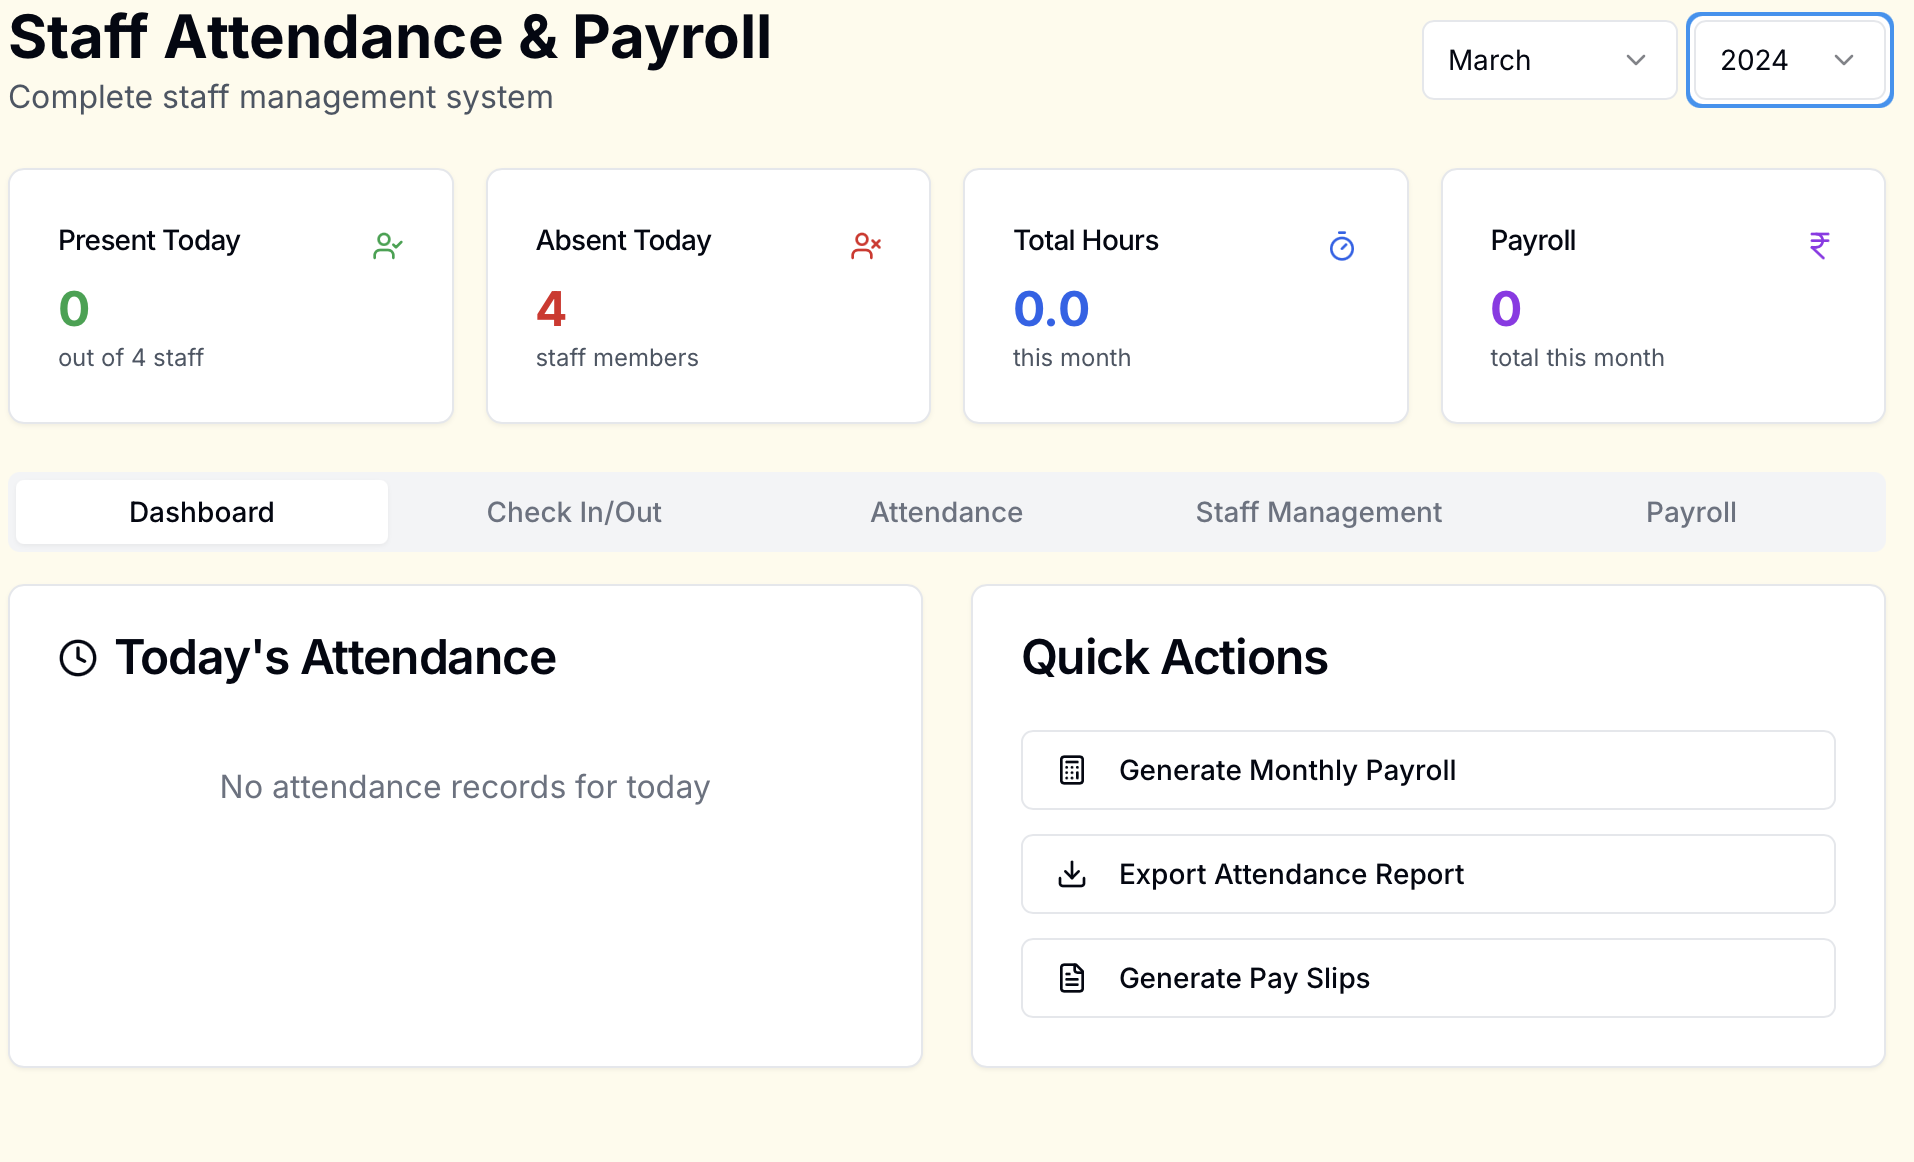 Staff Attendance & Payroll
Complete staff management system
March
2024
Present Today
0
out of 4 staff
Absent Today
4
staff members
Total Hours
0.0
this month
Payroll
₹
0
total this month
Dashboard
Check In/Out
Attendance
Staff Management
Payroll
Today's Attendance
No attendance records for today
Quick Actions
Generate Monthly Payroll
Export Attendance Report
Generate Pay Slips